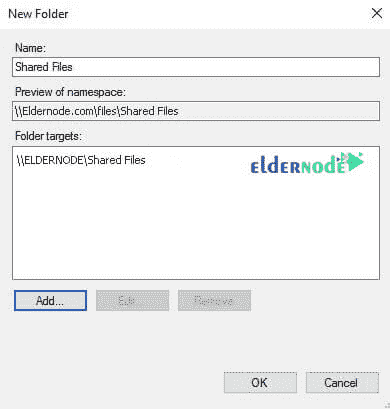 New Folder
Name:
Shared Files
Preview of namespace:
\\Eldernode.com\files\Shared Files
Folder targets:
\\ELDERNODE\Shared Files
ELDERNODE
Add...
Edit...
Remove
OK
Cancel